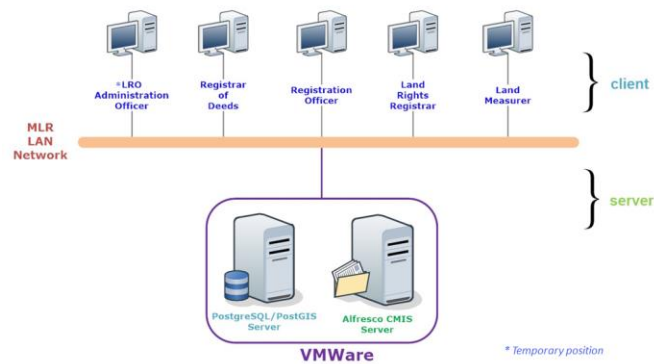 *LRO
Administration
Officer
Registrar
of
Deeds
Registration
Officer
Land
Rights
Registrar
Land
Measurer
client
MLR
LAN
Network
server
PostgreSQL/PostGIS
Server
Alfresco CMIS
Server
VMWare
* Temporary position